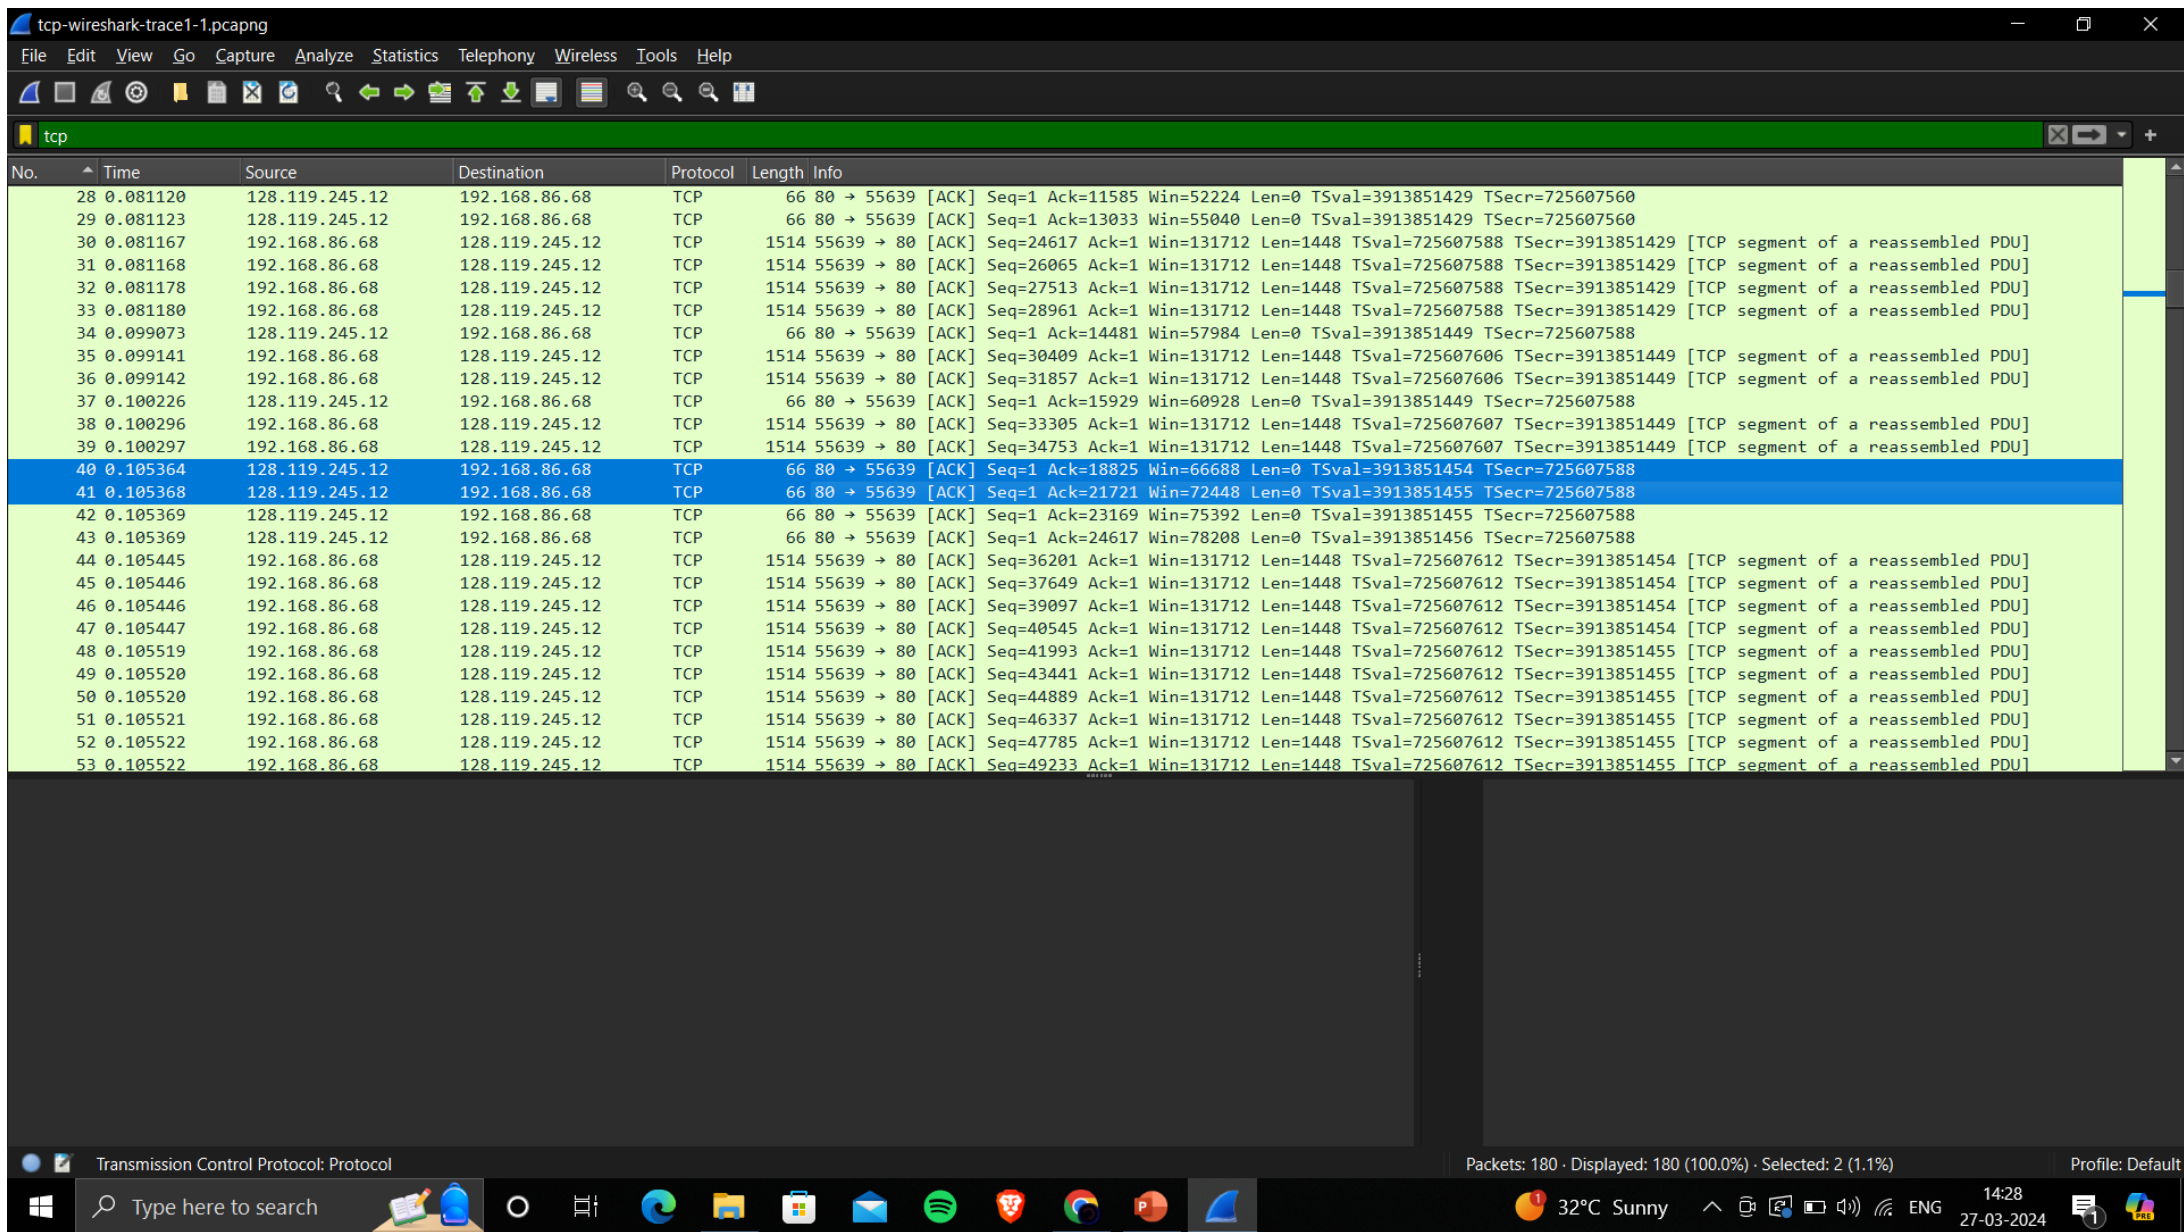 tcp-wireshark-trace1-1.pcapng
File Edit View Go Capture Analyze Statistics Telephony Wireless Tools Help
tcp
No. Time Source Destination Protocol Length Info
28 0.081120 128.119.245.12 192.168.86.68 TCP 66 80 → 55639 [ACK] Seq=1 Ack=11585 Win=52224 Len=0 TSval=3913851429 TSecr=725607560
29 0.081123 128.119.245.12 192.168.86.68 TCP 66 80 → 55639 [ACK] Seq=1 Ack=13033 Win=55040 Len=0 TSval=3913851429 TSecr=725607560
30 0.081167 192.168.86.68 128.119.245.12 TCP 1514 55639 → 80 [ACK] Seq=24617 Ack=1 Win=131712 Len=1448 TSval=725607588 TSecr=3913851429 [TCP segment of a reassembled PDU]
31 0.081168 192.168.86.68 128.119.245.12 TCP 1514 55639 → 80 [ACK] Seq=26065 Ack=1 Win=131712 Len=1448 TSval=725607588 TSecr=3913851429 [TCP segment of a reassembled PDU]
32 0.081178 192.168.86.68 128.119.245.12 TCP 1514 55639 → 80 [ACK] Seq=27513 Ack=1 Win=131712 Len=1448 TSval=725607588 TSecr=3913851429 [TCP segment of a reassembled PDU]
33 0.081180 192.168.86.68 128.119.245.12 TCP 1514 55639 → 80 [ACK] Seq=28961 Ack=1 Win=131712 Len=1448 TSval=725607588 TSecr=3913851429 [TCP segment of a reassembled PDU]
34 0.099073 128.119.245.12 192.168.86.68 TCP 66 80 → 55639 [ACK] Seq=1 Ack=14481 Win=57984 Len=0 TSval=3913851449 TSecr=725607588
35 0.099141 192.168.86.68 128.119.245.12 TCP 1514 55639 → 80 [ACK] Seq=30409 Ack=1 Win=131712 Len=1448 TSval=725607606 TSecr=3913851449 [TCP segment of a reassembled PDU]
36 0.099142 192.168.86.68 128.119.245.12 TCP 1514 55639 → 80 [ACK] Seq=31857 Ack=1 Win=131712 Len=1448 TSval=725607606 TSecr=3913851449 [TCP segment of a reassembled PDU]
37 0.100226 128.119.245.12 192.168.86.68 TCP 66 80 → 55639 [ACK] Seq=1 Ack=15929 Win=60928 Len=0 TSval=3913851449 TSecr=725607588
38 0.100296 192.168.86.68 128.119.245.12 TCP 1514 55639 → 80 [ACK] Seq=33305 Ack=1 Win=131712 Len=1448 TSval=725607607 TSecr=3913851449 [TCP segment of a reassembled PDU]
39 0.100297 192.168.86.68 128.119.245.12 TCP 1514 55639 → 80 [ACK] Seq=34753 Ack=1 Win=131712 Len=1448 TSval=725607607 TSecr=3913851449 [TCP segment of a reassembled PDU]
40 0.105364 128.119.245.12 192.168.86.68 TCP 66 80 → 55639 [ACK] Seq=1 Ack=18825 Win=66688 Len=0 TSval=3913851454 TSecr=725607588
41 0.105368 128.119.245.12 192.168.86.68 TCP 66 80 → 55639 [ACK] Seq=1 Ack=21721 Win=72448 Len=0 TSval=3913851455 TSecr=725607588
42 0.105369 128.119.245.12 192.168.86.68 TCP 66 80 → 55639 [ACK] Seq=1 Ack=23169 Win=75392 Len=0 TSval=3913851455 TSecr=725607588
43 0.105369 128.119.245.12 192.168.86.68 TCP 66 80 → 55639 [ACK] Seq=1 Ack=24617 Win=78208 Len=0 TSval=3913851456 TSecr=725607588
44 0.105445 192.168.86.68 128.119.245.12 TCP 1514 55639 → 80 [ACK] Seq=36201 Ack=1 Win=131712 Len=1448 TSval=725607612 TSecr=3913851454 [TCP segment of a reassembled PDU]
45 0.105446 192.168.86.68 128.119.245.12 TCP 1514 55639 → 80 [ACK] Seq=37649 Ack=1 Win=131712 Len=1448 TSval=725607612 TSecr=3913851454 [TCP segment of a reassembled PDU]
46 0.105446 192.168.86.68 128.119.245.12 TCP 1514 55639 → 80 [ACK] Seq=39097 Ack=1 Win=131712 Len=1448 TSval=725607612 TSecr=3913851454 [TCP segment of a reassembled PDU]
47 0.105447 192.168.86.68 128.119.245.12 TCP 1514 55639 → 80 [ACK] Seq=40545 Ack=1 Win=131712 Len=1448 TSval=725607612 TSecr=3913851454 [TCP segment of a reassembled PDU]
48 0.105519 192.168.86.68 128.119.245.12 TCP 1514 55639 → 80 [ACK] Seq=41993 Ack=1 Win=131712 Len=1448 TSval=725607612 TSecr=3913851455 [TCP segment of a reassembled PDU]
49 0.105520 192.168.86.68 128.119.245.12 TCP 1514 55639 → 80 [ACK] Seq=43441 Ack=1 Win=131712 Len=1448 TSval=725607612 TSecr=3913851455 [TCP segment of a reassembled PDU]
50 0.105520 192.168.86.68 128.119.245.12 TCP 1514 55639 → 80 [ACK] Seq=44889 Ack=1 Win=131712 Len=1448 TSval=725607612 TSecr=3913851455 [TCP segment of a reassembled PDU]
51 0.105521 192.168.86.68 128.119.245.12 TCP 1514 55639 → 80 [ACK] Seq=46337 Ack=1 Win=131712 Len=1448 TSval=725607612 TSecr=3913851455 [TCP segment of a reassembled PDU]
52 0.105522 192.168.86.68 128.119.245.12 TCP 1514 55639 → 80 [ACK] Seq=47785 Ack=1 Win=131712 Len=1448 TSval=725607612 TSecr=3913851455 [TCP segment of a reassembled PDU]
53 0.105522 192.168.86.68 128.119.245.12 TCP 1514 55639 → 80 [ACK] Seq=49233 Ack=1 Win=131712 Len=1448 TSval=725607612 TSecr=3913851455 [TCP segment of a reassembled PDU]
Transmission Control Protocol: Protocol Packets: 180 · Displayed: 180 (100.0%) · Selected: 2 (1.1%) Profile: Default
Type here to search 1 32°C Sunny ENG 14:28
27-03-2024 1 PRE